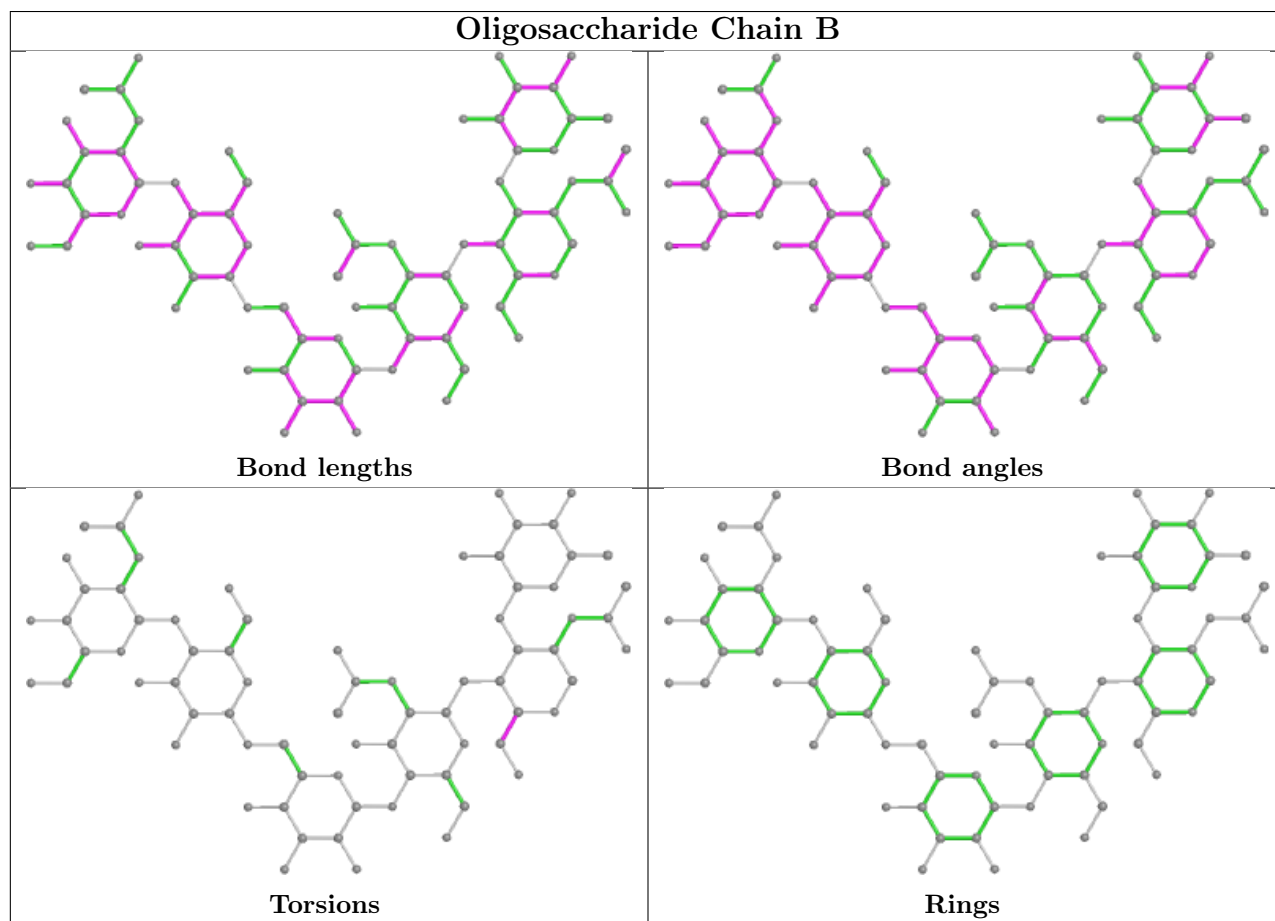 Oligosaccharide Chain B
Bond lengths
Bond angles
Torsions
Rings